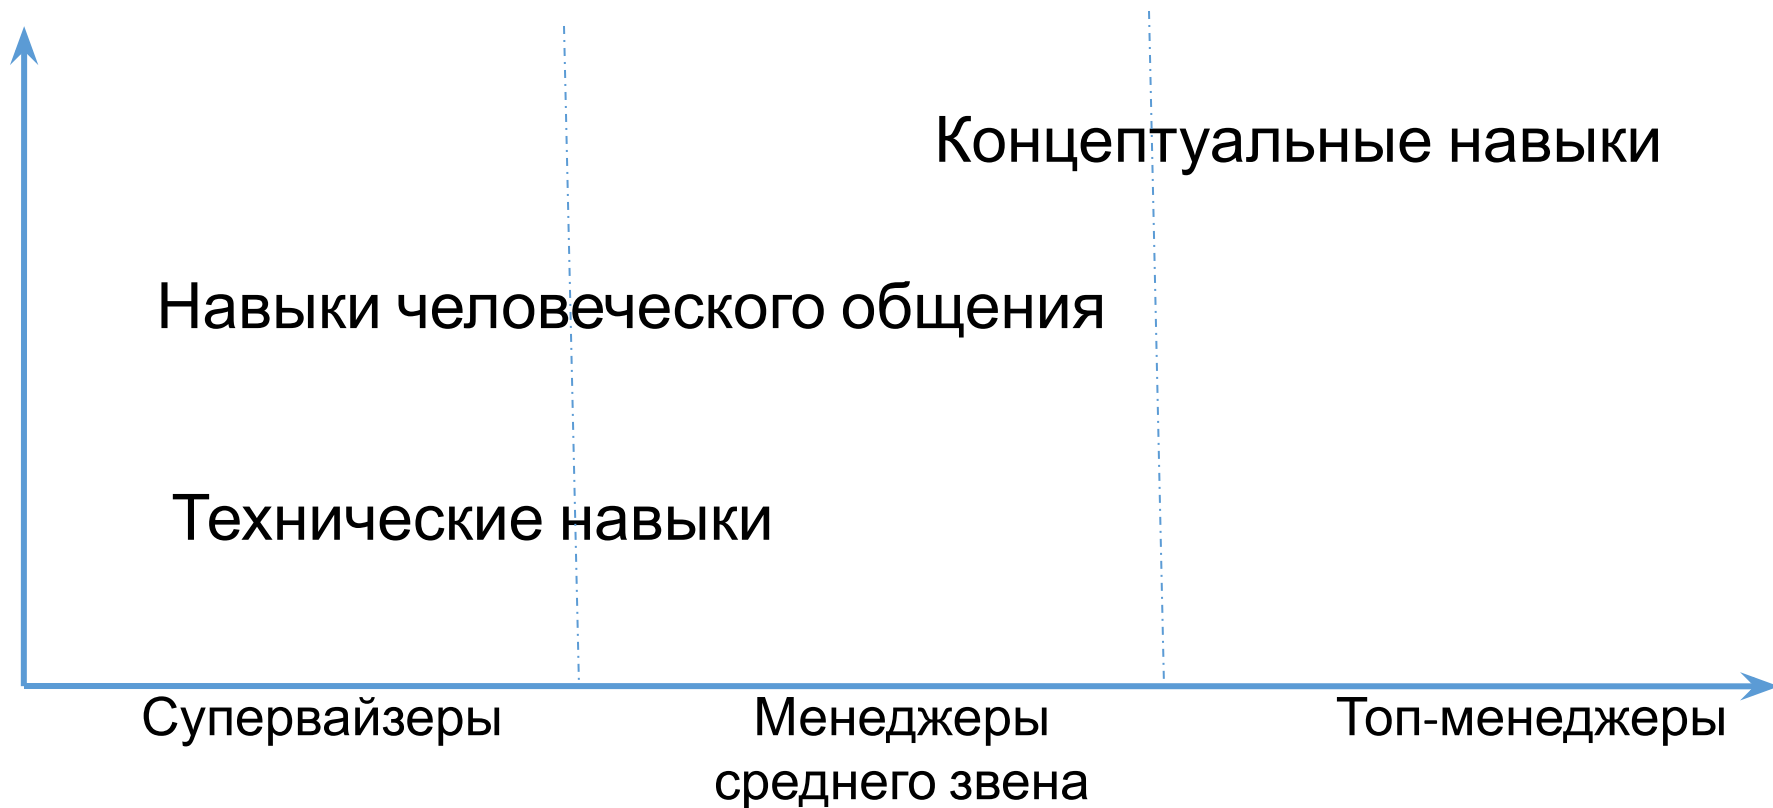 Концептуальные навыки
Навыки человеческого общения
Технические навыки
Супервайзеры
Менеджеры
среднего звена
Топ-менеджеры